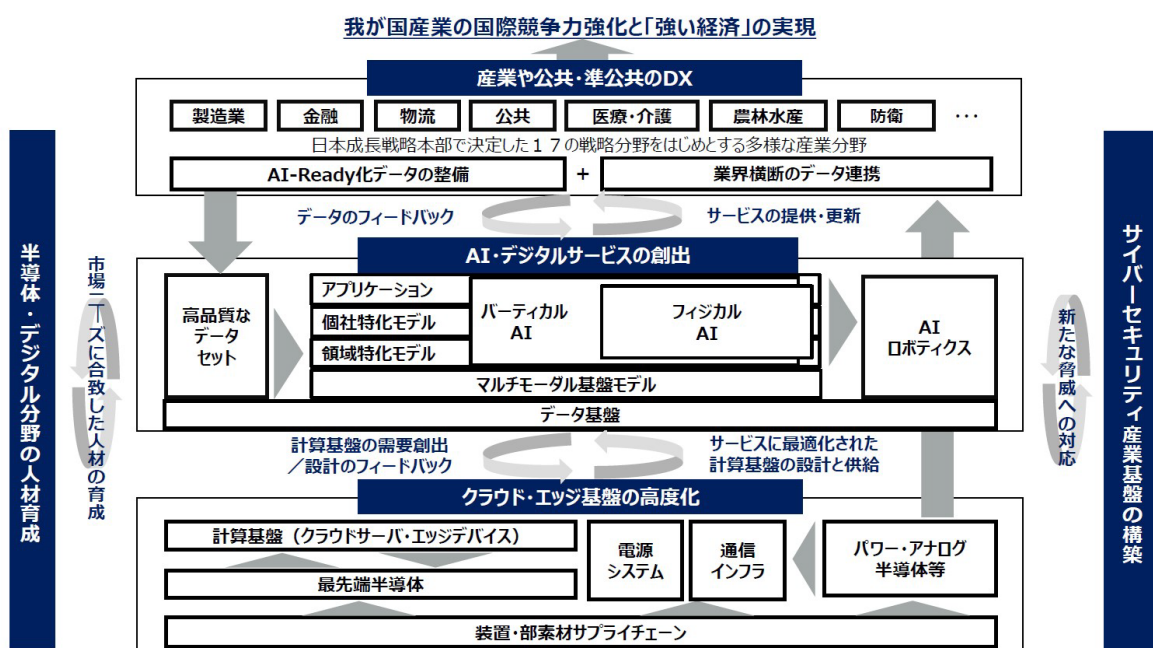 我が国産業の国際競争力強化と「強い経済」の実現
産業や公共・準公共のDX
製造業
金融
物流
公共
医療・介護
農林水産
防衛
・・・
日本成長戦略本部で決定した１７の戦略分野をはじめとする多様な産業分野
AI-Ready化データの整備
+
業界横断のデータ連携
データのフィードバック
サービスの提供・更新
AI・デジタルサービスの創出
高品質な
データ
セット
アプリケーション
個社特化モデル
領域特化モデル
バーティカル
AI
フィジカル
AI
マルチモーダル基盤モデル
AI
ロボティクス
データ基盤
計算基盤の需要創出
／設計のフィードバック
サービスに最適化された
計算基盤の設計と供給
クラウド・エッジ基盤の高度化
計算基盤（クラウドサーバ・エッジデバイス）
最先端半導体
電源
システム
通信
インフラ
パワー・アナログ
半導体等
装置・部素材サプライチェーン
半導体・デジタル分野の人材育成
市場ニーズに合致した人材の育成
新たな脅威への対応
サイバーセキュリティ産業基盤の構築